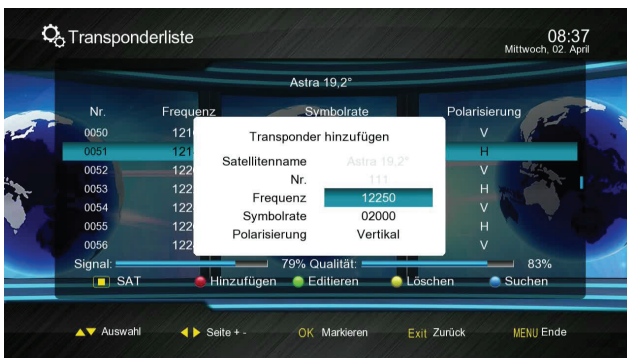 Transponderliste
08:37
Mittwoch, 02. April
Astra 19,2°
Nr. Frequenz Symbolrate Polarisierung
0050 121 V
0051 121 H
0052 122 V
0053 122 H
0054 122 V
0055 122 H
0056 122 V
Transponder hinzufügen
Satellitenname Astra 19,2°
Nr. 111
Frequenz 12250
Symbolrate 02000
Polarisierung Vertikal
Signal: 79% Qualität: 83%
SAT Hinzufügen Editieren Löschen Suchen
▲▼ Auswahl ◀▶ Seite + - OK Markieren Exit Zurück MENU Ende